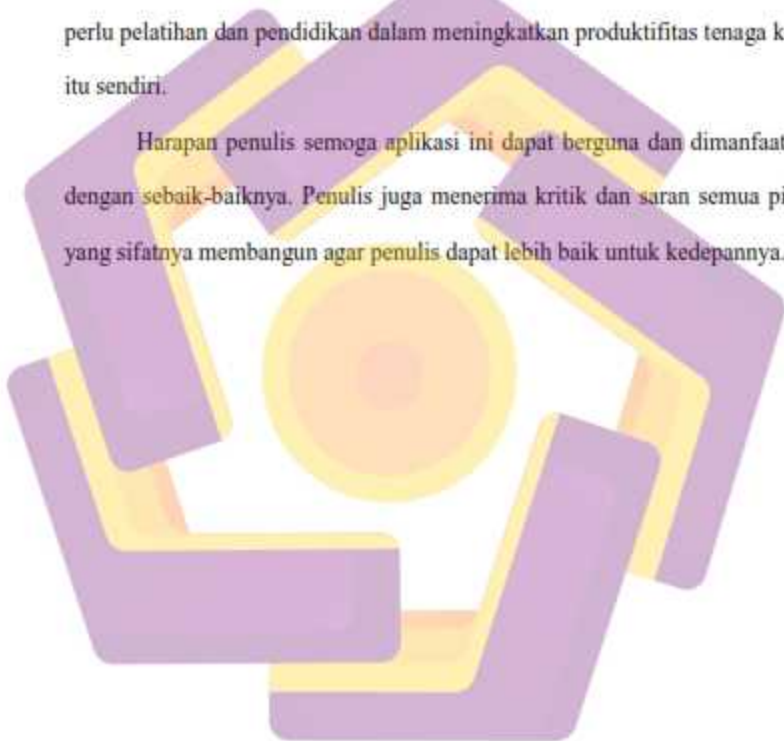 perlu pelatihan dan pendidikan dalam meningkatkan produktifitas tenaga k
itu sendiri.
Harapan penulis semoga aplikasi ini dapat berguna dan dimanfaat
dengan sebaik-baiknya. Penulis juga menerima kritik dan saran semua pi
yang sifatnya membangun agar penulis dapat lebih baik untuk kedepannya.